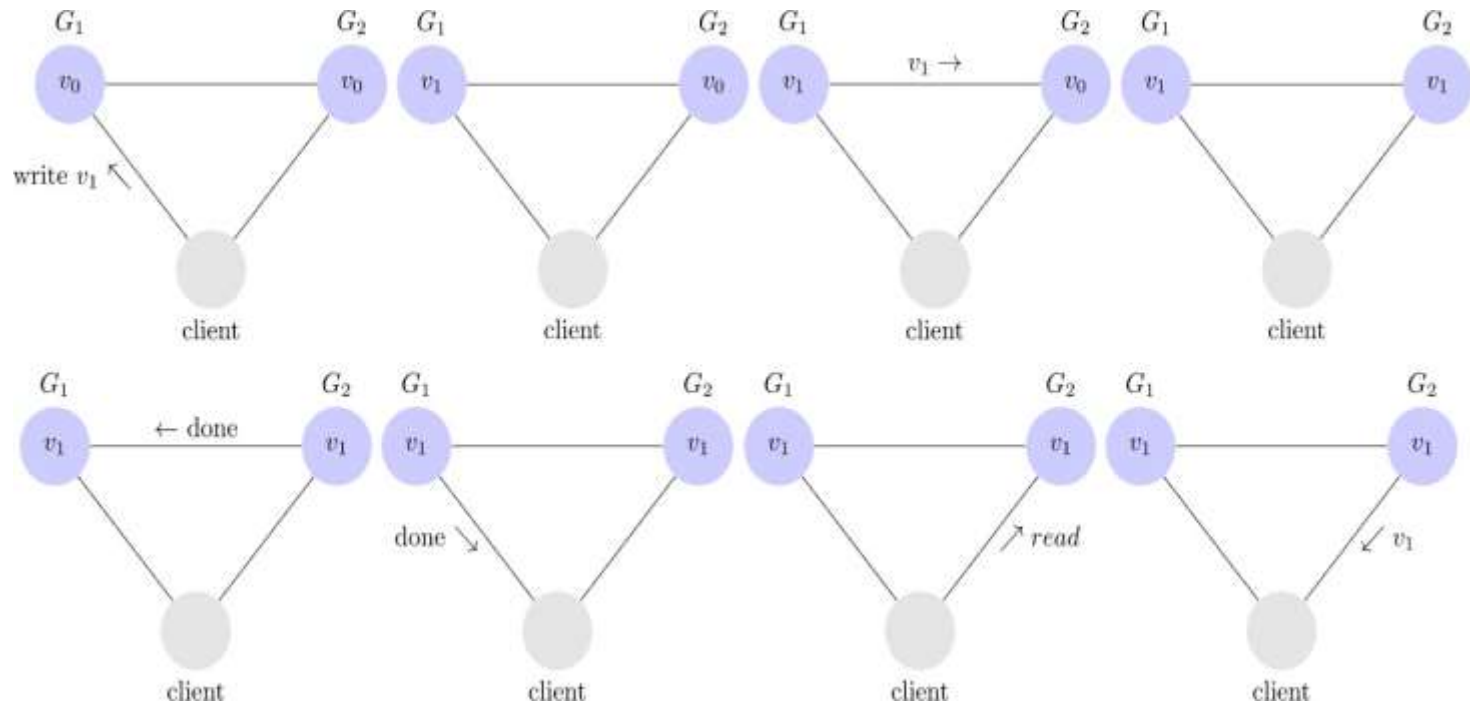 G₁ G₂ G₁ G₂ G₁ G₂ G₁ G₂
v₀ v₀ v₁ v₀ v₁ v₁ → v₀ v₁ v₁
write v₁ ↖
client client client client
G₁ G₂ G₁ G₂ G₁ G₂ G₁ G₂
v₁ ← done v₁ v₁ v₁ v₁ v₁ v₁ v₁
done ↘ ↗ read ↙ v₁
client client client client